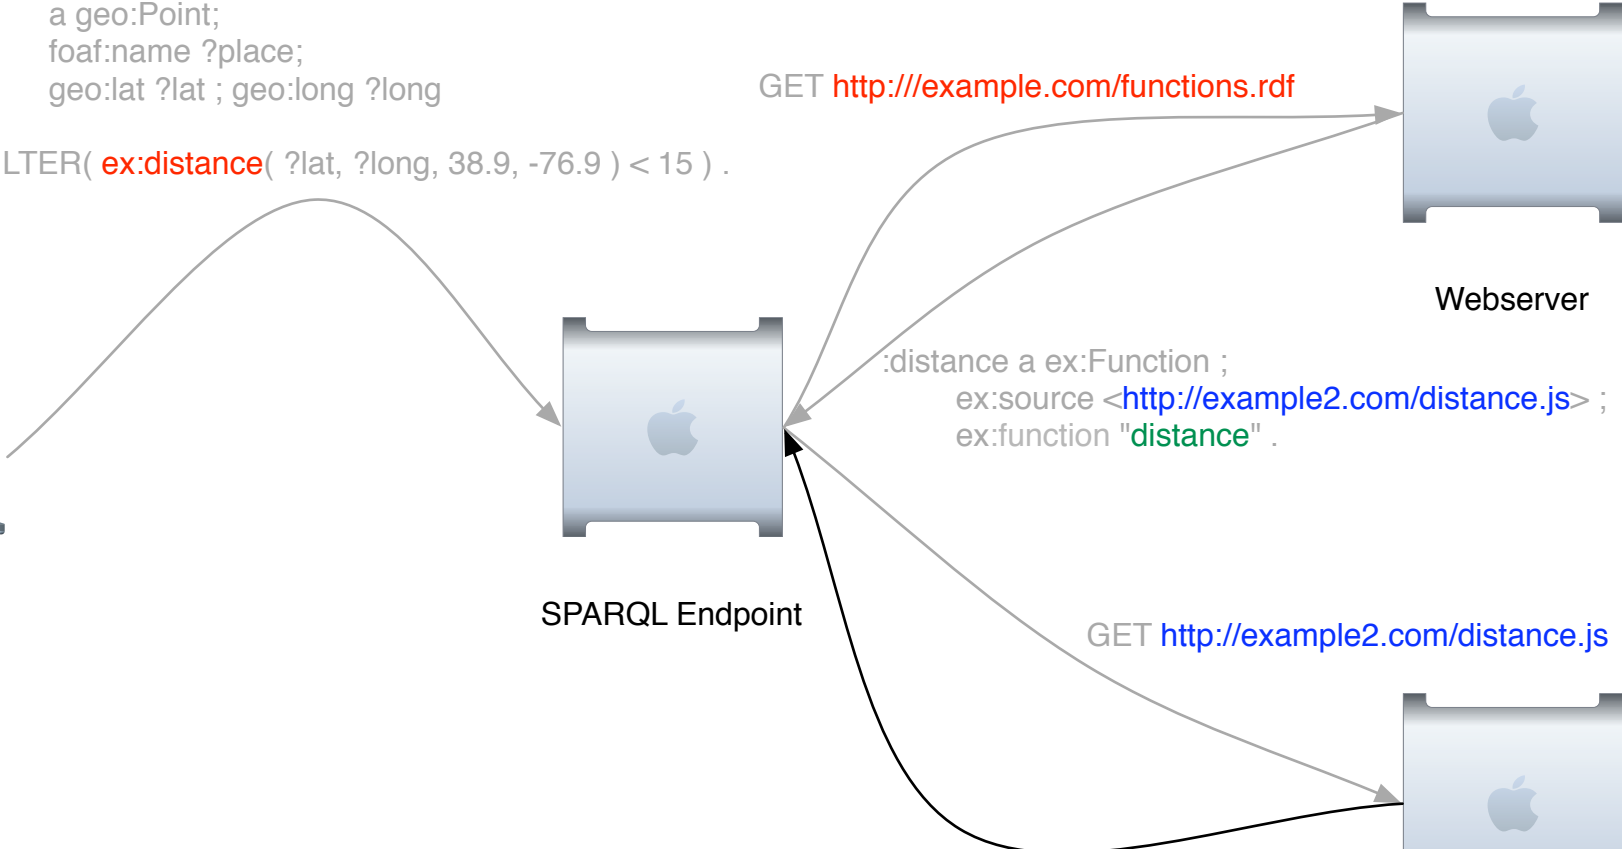 a geo:Point;
foaf:name ?place;
geo:lat ?lat ; geo:long ?long
LTER( ex:distance( ?lat, ?long, 38.9, -76.9 ) < 15 ) .
GET http:///example.com/functions.rdf
Webserver
:distance a ex:Function ;
ex:source <http://example2.com/distance.js> ;
ex:function "distance" .
SPARQL Endpoint
GET http://example2.com/distance.js